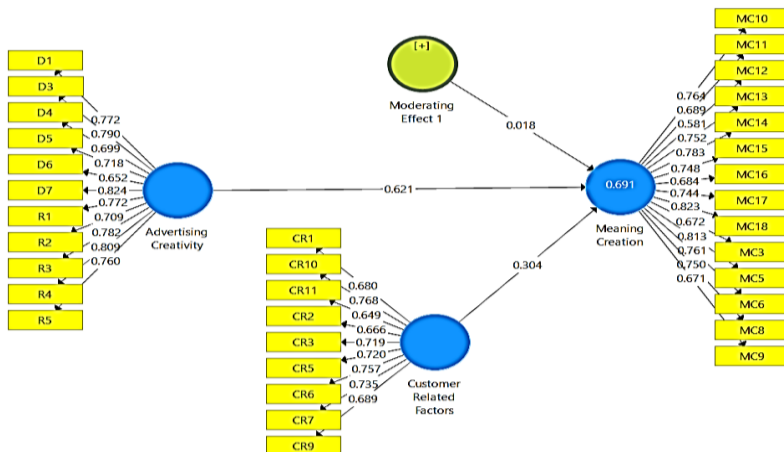 D1
D3
D4
D5
D6
D7
R1
R2
R3
R4
R5
0.772
0.790
0.699
0.718
0.652
0.824
0.772
0.709
0.782
0.809
0.760
Advertising
Creativity
[+]
Moderating
Effect 1
0.018
0.621
0.304
CR1
CR10
CR11
CR2
CR3
CR5
CR6
CR7
CR9
0.680
0.768
0.649
0.666
0.719
0.720
0.757
0.735
0.689
Customer
Related
Factors
0.691
Meaning
Creation
0.764
0.689
0.581
0.752
0.783
0.748
0.684
0.744
0.823
0.672
0.813
0.761
0.750
0.671
MC10
MC11
MC12
MC13
MC14
MC15
MC16
MC17
MC18
MC3
MC5
MC6
MC8
MC9